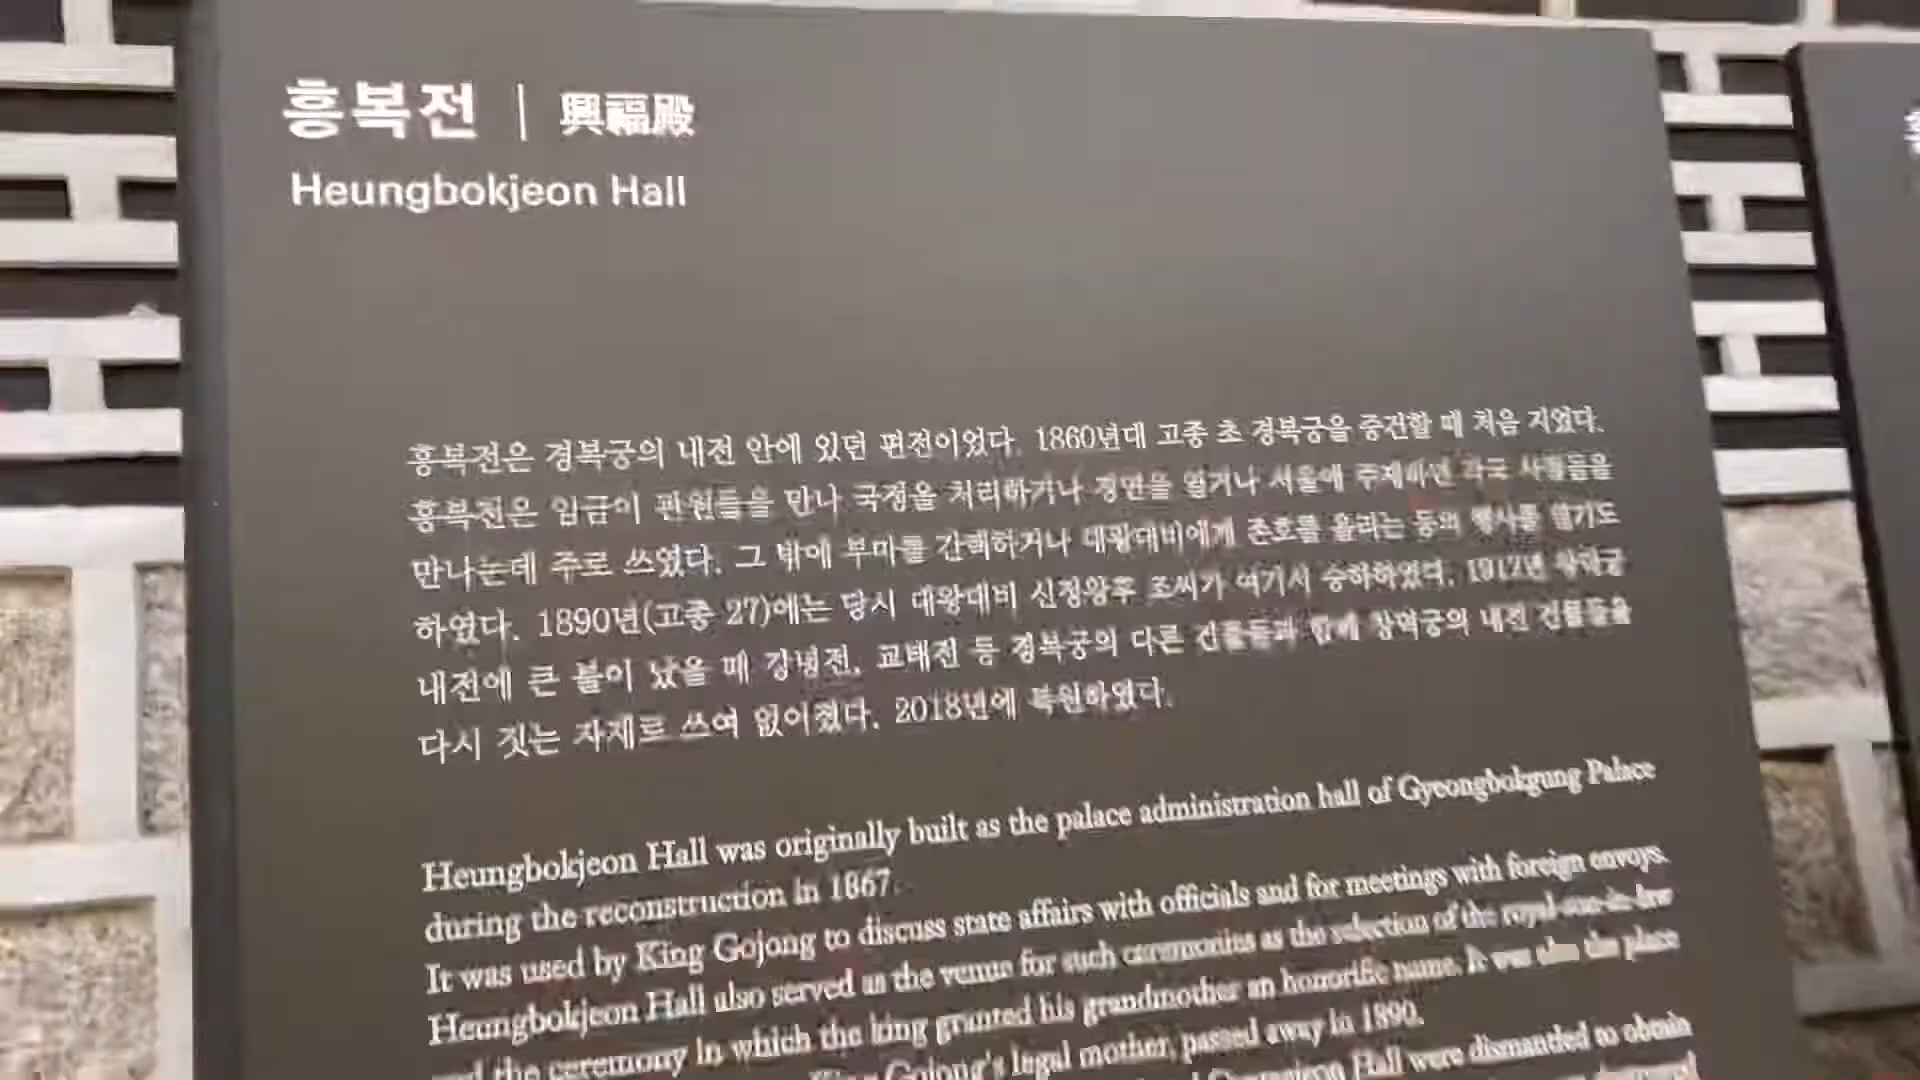 흥복전 | 興福殿
Heungbokjeon Hall
흥복전은 경복궁의 내전 안에 있던 편전이었다. 1860년대 고종 초 경복궁을 중건할 때 처음 지었다.
흥복전은 임금이 관원들을 만나 국정을 처리하거나 경연을 열거나 서울에 주재하던 각국 사절들을
만나는데 주로 쓰였다. 그 밖에 부마를 간택하거나 대왕대비에게 존호를 올리는 등의 행사를 열기도
하였다. 1890년(고종 27)에는 당시 대왕대비 신정왕후 조씨가 여기서 승하하였다. 1917년 창덕궁
내전에 큰 불이 났을 때 강녕전, 교태전 등 경복궁의 다른 건물들과 함께 창덕궁의 내전 건물들을
다시 짓는 자재로 쓰여 없어졌다. 2018년에 복원하였다.
Heungbokjeon Hall was originally built as the palace administration hall of Gyeongbokgung Palace
during the reconstruction in 1867.
It was used by King Gojong to discuss state affairs with officials and for meetings with foreign envoys.
Heungbokjeon Hall also served as the venue for such ceremonies as the selection of the royal son-in-law
and the ceremony in which the king granted his grandmother an honorific name. It was also the place
King Gojong's legal mother, passed away in 1890.
Hall were dismantled to obtain